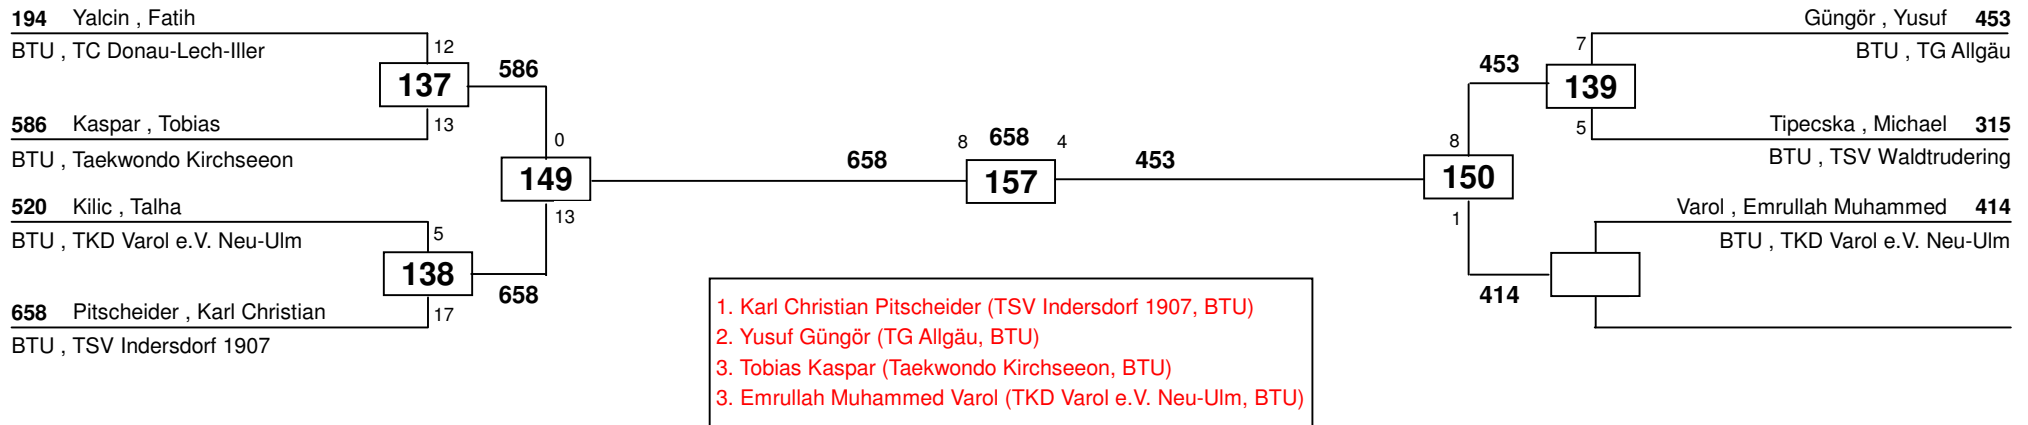 194 Yalcin , Fatih
BTU , TC Donau-Lech-Iller
12
137
586
586 Kaspar , Tobias
13
BTU , Taekwondo Kirchseeon
0
149
13
520 Kilic , Talha
BTU , TKD Varol e.V. Neu-Ulm
5
138
658
658 Pitscheider , Karl Christian
17
BTU , TSV Indersdorf 1907
658
8 658 4
157
453
Güngör , Yusuf 453
7
BTU , TG Allgäu
453
139
5
Tipecska , Michael 315
BTU , TSV Waldtrudering
8
150
1
Varol , Emrullah Muhammed 414
BTU , TKD Varol e.V. Neu-Ulm
414
1. Karl Christian Pitscheider (TSV Indersdorf 1907, BTU)
2. Yusuf Güngör (TG Allgäu, BTU)
3. Tobias Kaspar (Taekwondo Kirchseeon, BTU)
3. Emrullah Muhammed Varol (TKD Varol e.V. Neu-Ulm, BTU)